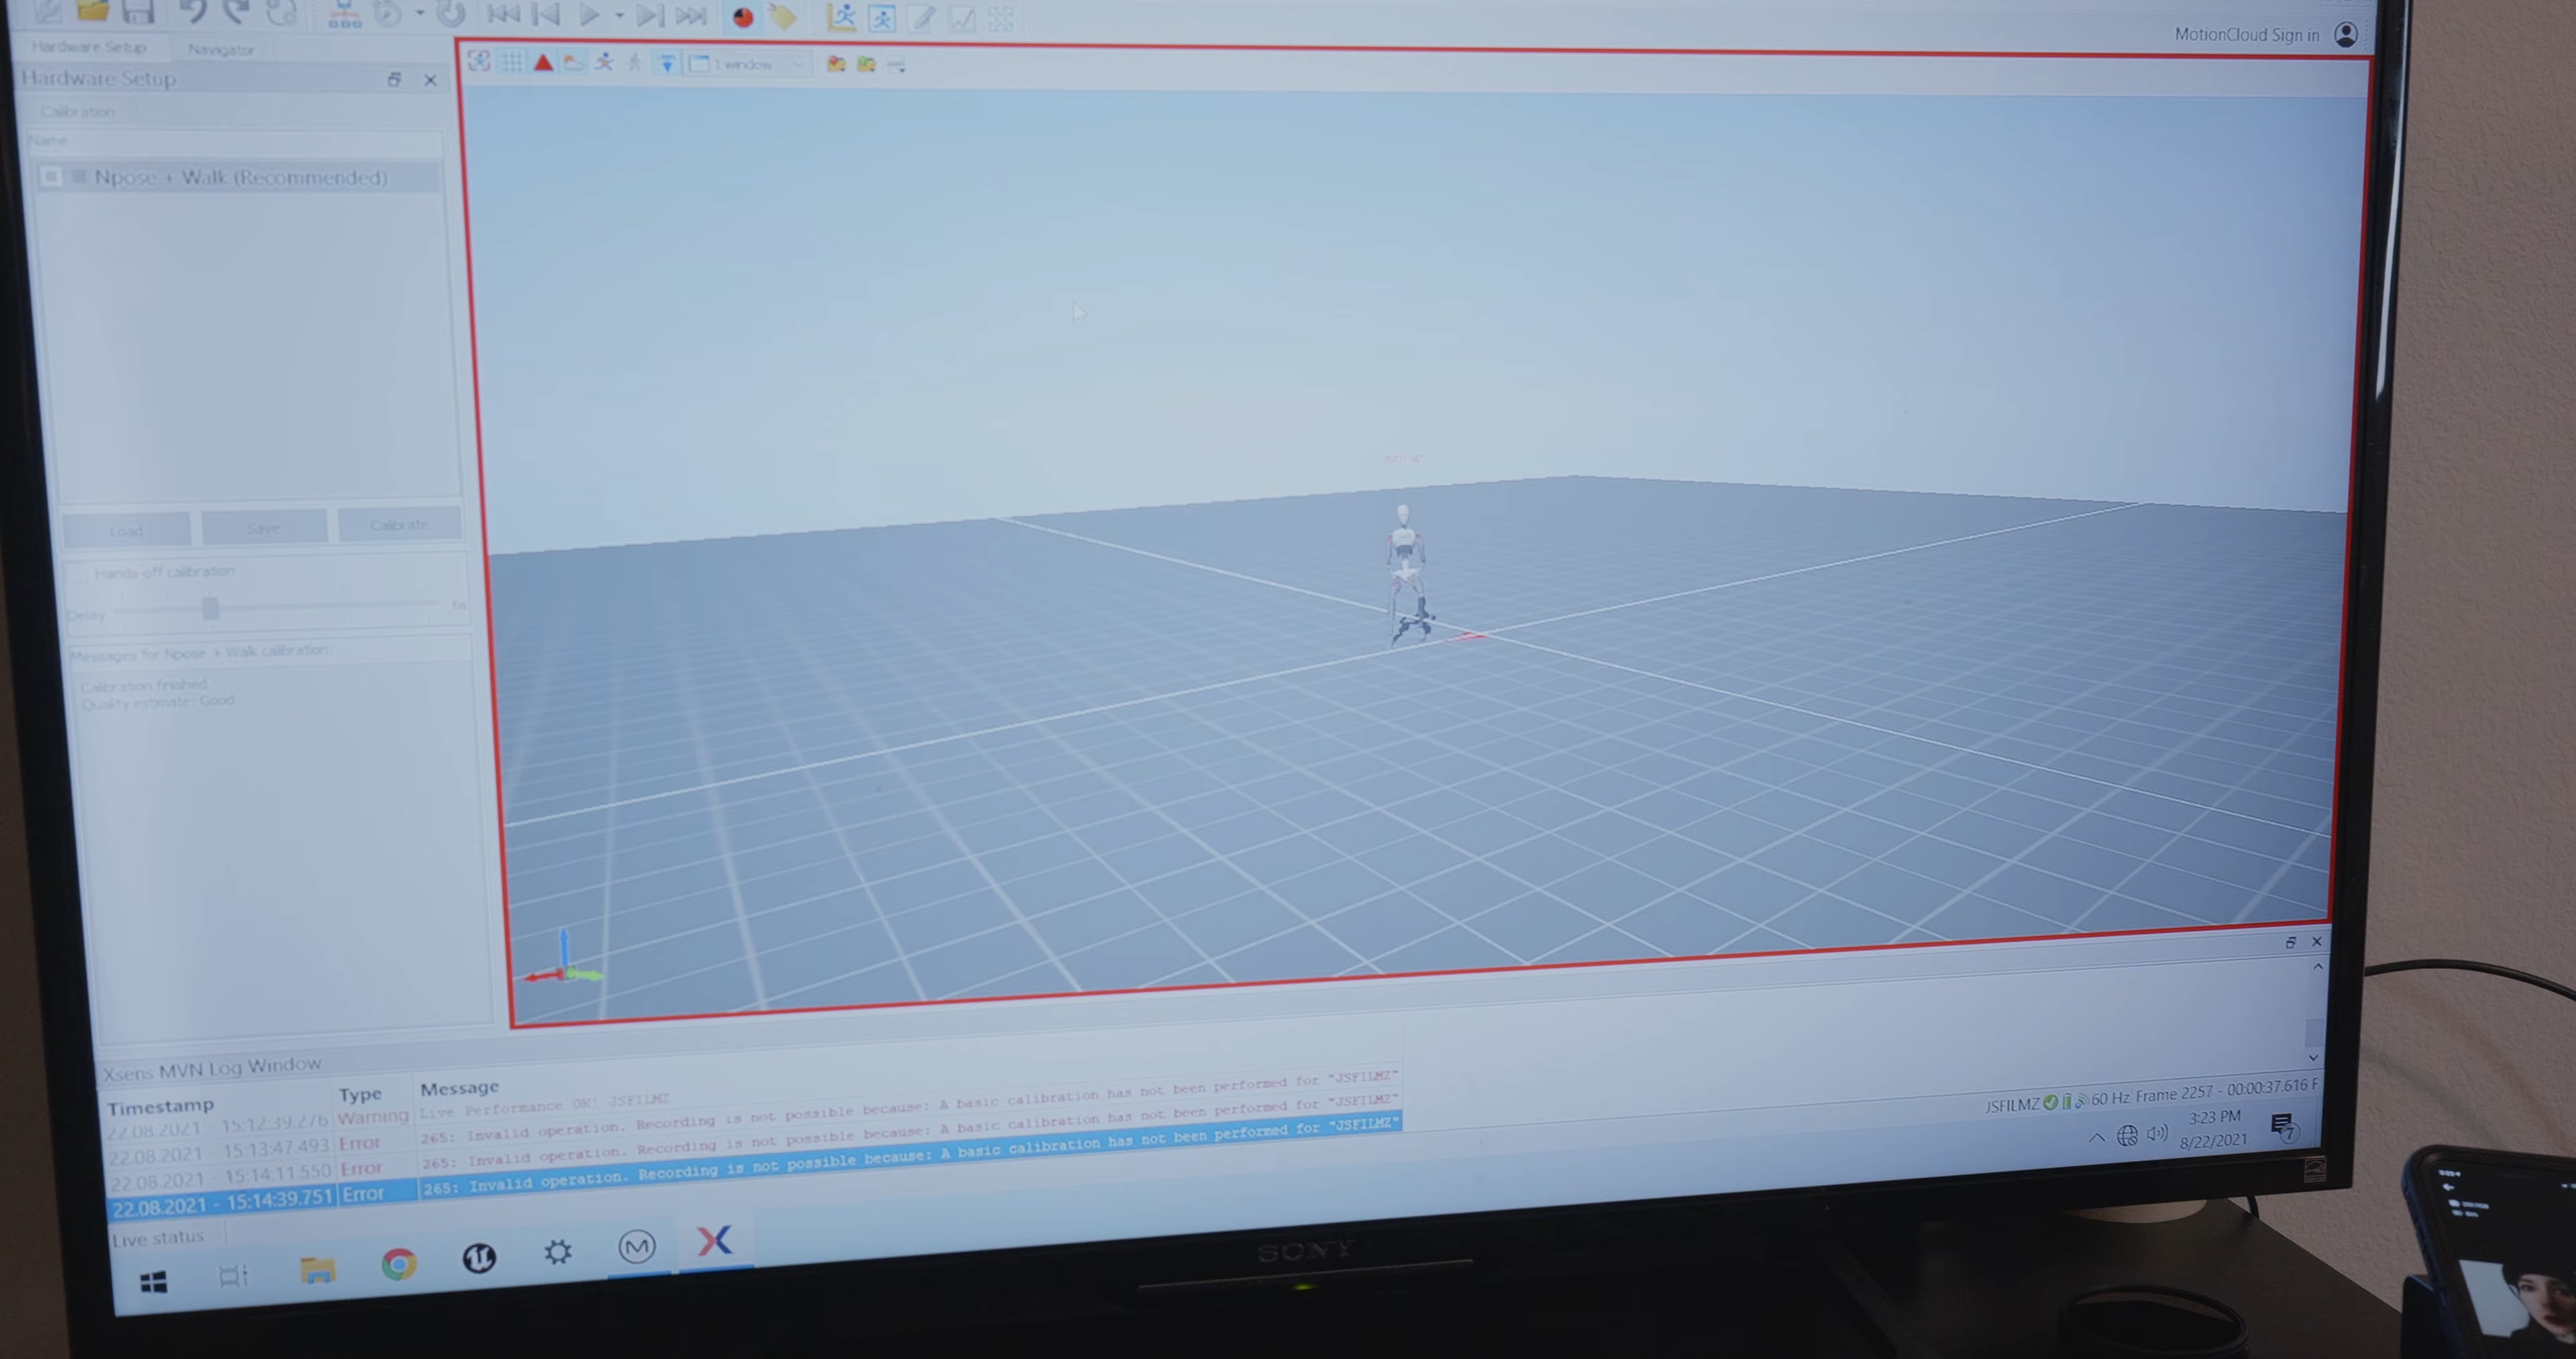 MotionCloud Sign in
Hardware Setup
Navigator
Hardware Setup
1 window
Calibration
Name
Npose + Walk (Recommended)
Load
Save
Calibrate
Hands-off calibration
Delay
6s
Messages for Npose + Walk calibration:
Calibration finished.
Quality estimate: Good
Xsens MVN Log Window
Timestamp Type Message
22.08.2021 - 15:12:39.276 Warning Live Performance OK! JSFILMZ
22.08.2021 - 15:13:47.493 Error 265: Invalid operation. Recording is not possible because: A basic calibration has not been performed for "JSFILMZ"
22.08.2021 - 15:14:11.550 Error 265: Invalid operation. Recording is not possible because: A basic calibration has not been performed for "JSFILMZ"
22.08.2021 - 15:14:39.751 Error 265: Invalid operation. Recording is not possible because: A basic calibration has not been performed for "JSFILMZ"
Live status
JSFILMZ 60 Hz Frame 2257 - 00:00:37.616 F
3:23 PM
8/22/2021
7
SONY